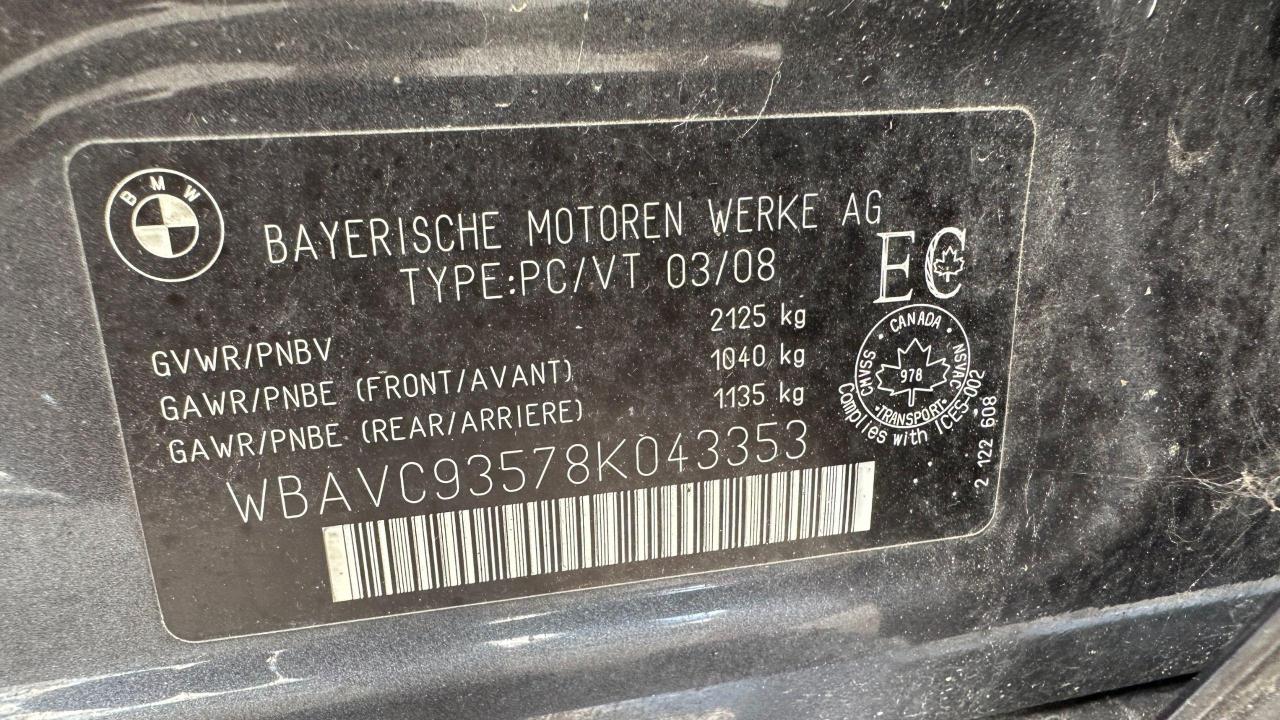 BMW
BAYERISCHE MOTOREN WERKE AG
TYPE:PC/VT 03/08
EC
GVWR/PNBV 2125 kg
GAWR/PNBE (FRONT/AVANT) 1040 kg
GAWR/PNBE (REAR/ARRIERE) 1135 kg
CANADA
SSVMC NSVAC
978
TRANSPORT
Complies with ICES-002
WBAVC93578K043353
2 122 608